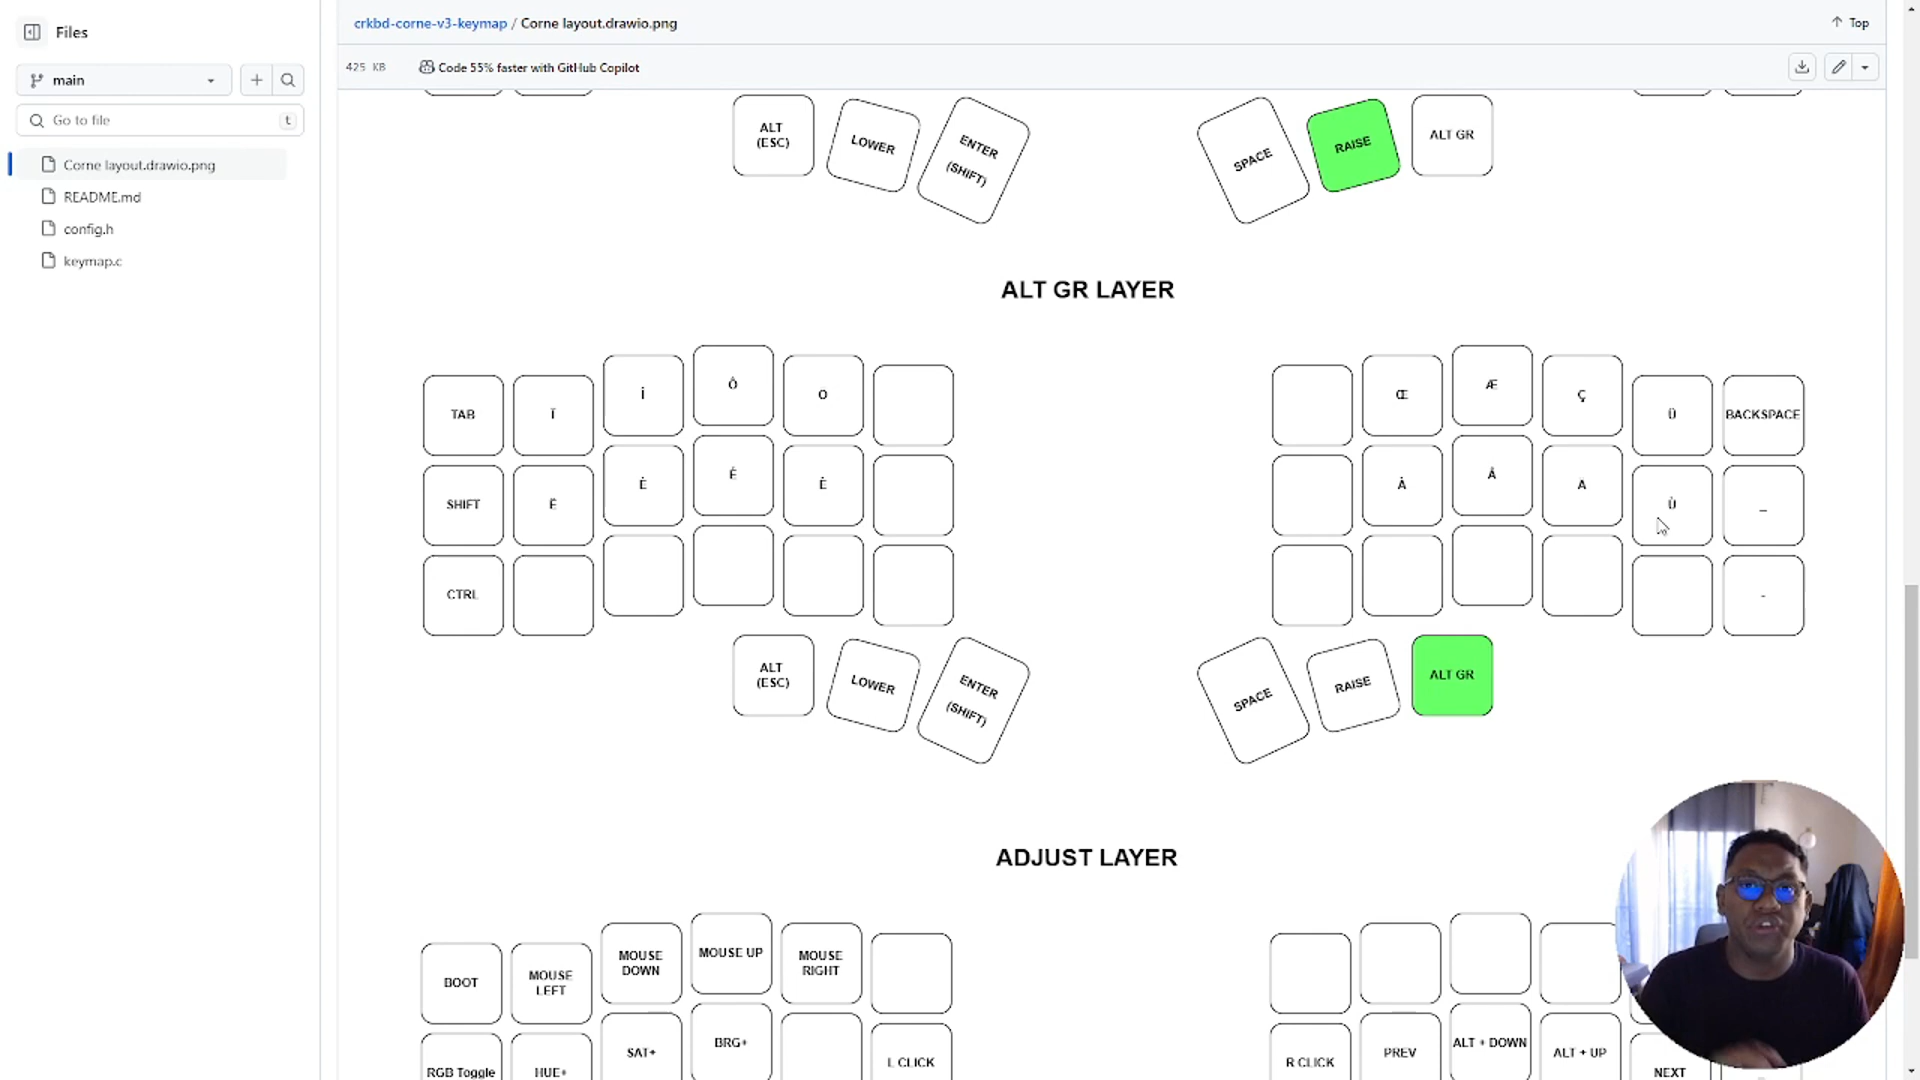 Files
main
Go to file
t
Corne layout.drawio.png
README.md
config.h
keymap.c
crkbd-corne-v3-keymap / Corne layout.drawio.png
Top
425 KB
Code 55% faster with GitHub Copilot
ALT
(ESC)
LOWER
ENTER
(SHIFT)
SPACE
RAISE
ALT GR
ALT GR LAYER
TAB
O
Œ
Æ
Ç
BACKSPACE
SHIFT
Ë
A
_
CTRL
-
ALT
(ESC)
LOWER
ENTER
(SHIFT)
SPACE
RAISE
ALT GR
ADJUST LAYER
BOOT
MOUSE
LEFT
MOUSE
DOWN
MOUSE UP
MOUSE
RIGHT
RGB Toggle
HUE+
SAT+
BRG+
L CLICK
R CLICK
PREV
ALT + DOWN
ALT + UP
NEXT